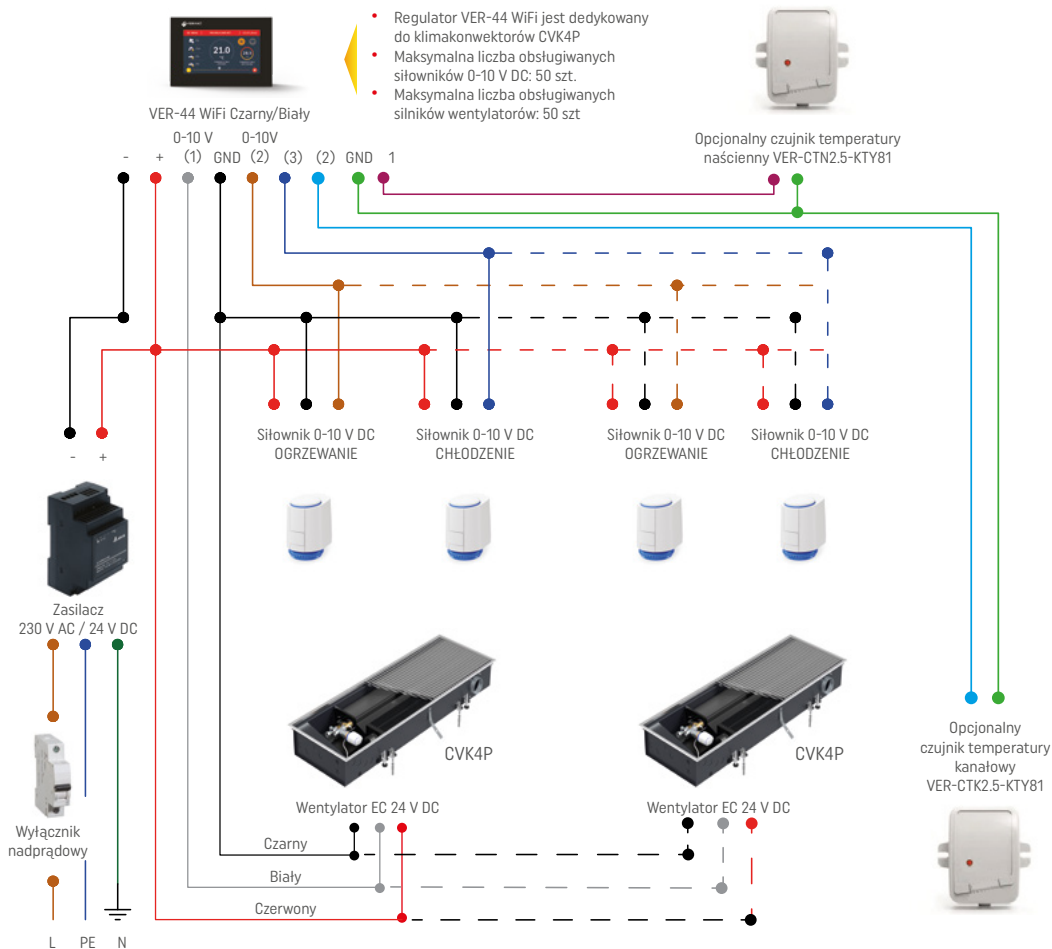 • Regulator VER-44 WiFi jest dedykowany
do klimakonwektorów CVK4P
• Maksymalna liczba obsługiwanych
siłowników 0-10 V DC: 50 szt.
• Maksymalna liczba obsługiwanych
silników wentylatorów: 50 szt
21.0
VER-44 WiFi Czarny/Biały
Opcjonalny czujnik temperatury
naścienny VER-CTN2.5-KTY81
0-10 V 0-10V
- + (1) GND (2) (3) (2) GND 1
Siłownik 0-10 V DC
OGRZEWANIE
Siłownik 0-10 V DC
CHŁODZENIE
Siłownik 0-10 V DC
OGRZEWANIE
Siłownik 0-10 V DC
CHŁODZENIE
- +
Zasilacz
230 V AC / 24 V DC
CVK4P
CVK4P
Opcjonalny
czujnik temperatury
kanałowy
VER-CTK2.5-KTY81
Wentylator EC 24 V DC
Wentylator EC 24 V DC
Wyłącznik
nadprądowy
Czarny
Biały
Czerwony
L PE N